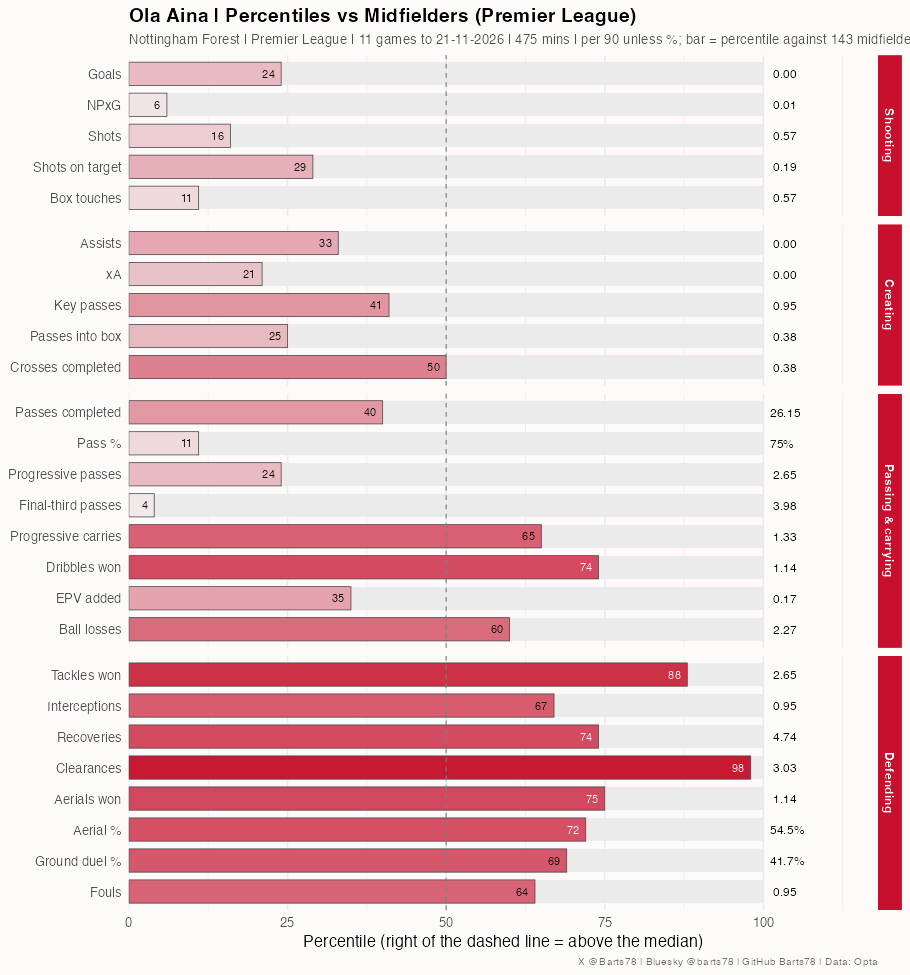 Ola Aina | Percentiles vs Midfielders (Premier League)
Nottingham Forest | Premier League | 11 games to 21-11-2026 | 475 mins | per 90 unless %; bar = percentile against 143 midfielde
Shooting
Goals 24 0.00
NPxG 6 0.01
Shots 16 0.57
Shots on target 29 0.19
Box touches 11 0.57
Creating
Assists 33 0.00
xA 21 0.00
Key passes 41 0.95
Passes into box 25 0.38
Crosses completed 50 0.38
Passing & carrying
Passes completed 40 26.15
Pass % 11 75%
Progressive passes 24 2.65
Final-third passes 4 3.98
Progressive carries 65 1.33
Dribbles won 74 1.14
EPV added 35 0.17
Ball losses 60 2.27
Defending
Tackles won 88 2.65
Interceptions 67 0.95
Recoveries 74 4.74
Clearances 98 3.03
Aerials won 75 1.14
Aerial % 72 54.5%
Ground duel % 69 41.7%
Fouls 64 0.95
0 25 50 75 100
Percentile (right of the dashed line = above the median)
X @Barts78 | Bluesky @barts78 | GitHub Barts78 | Data: Opta